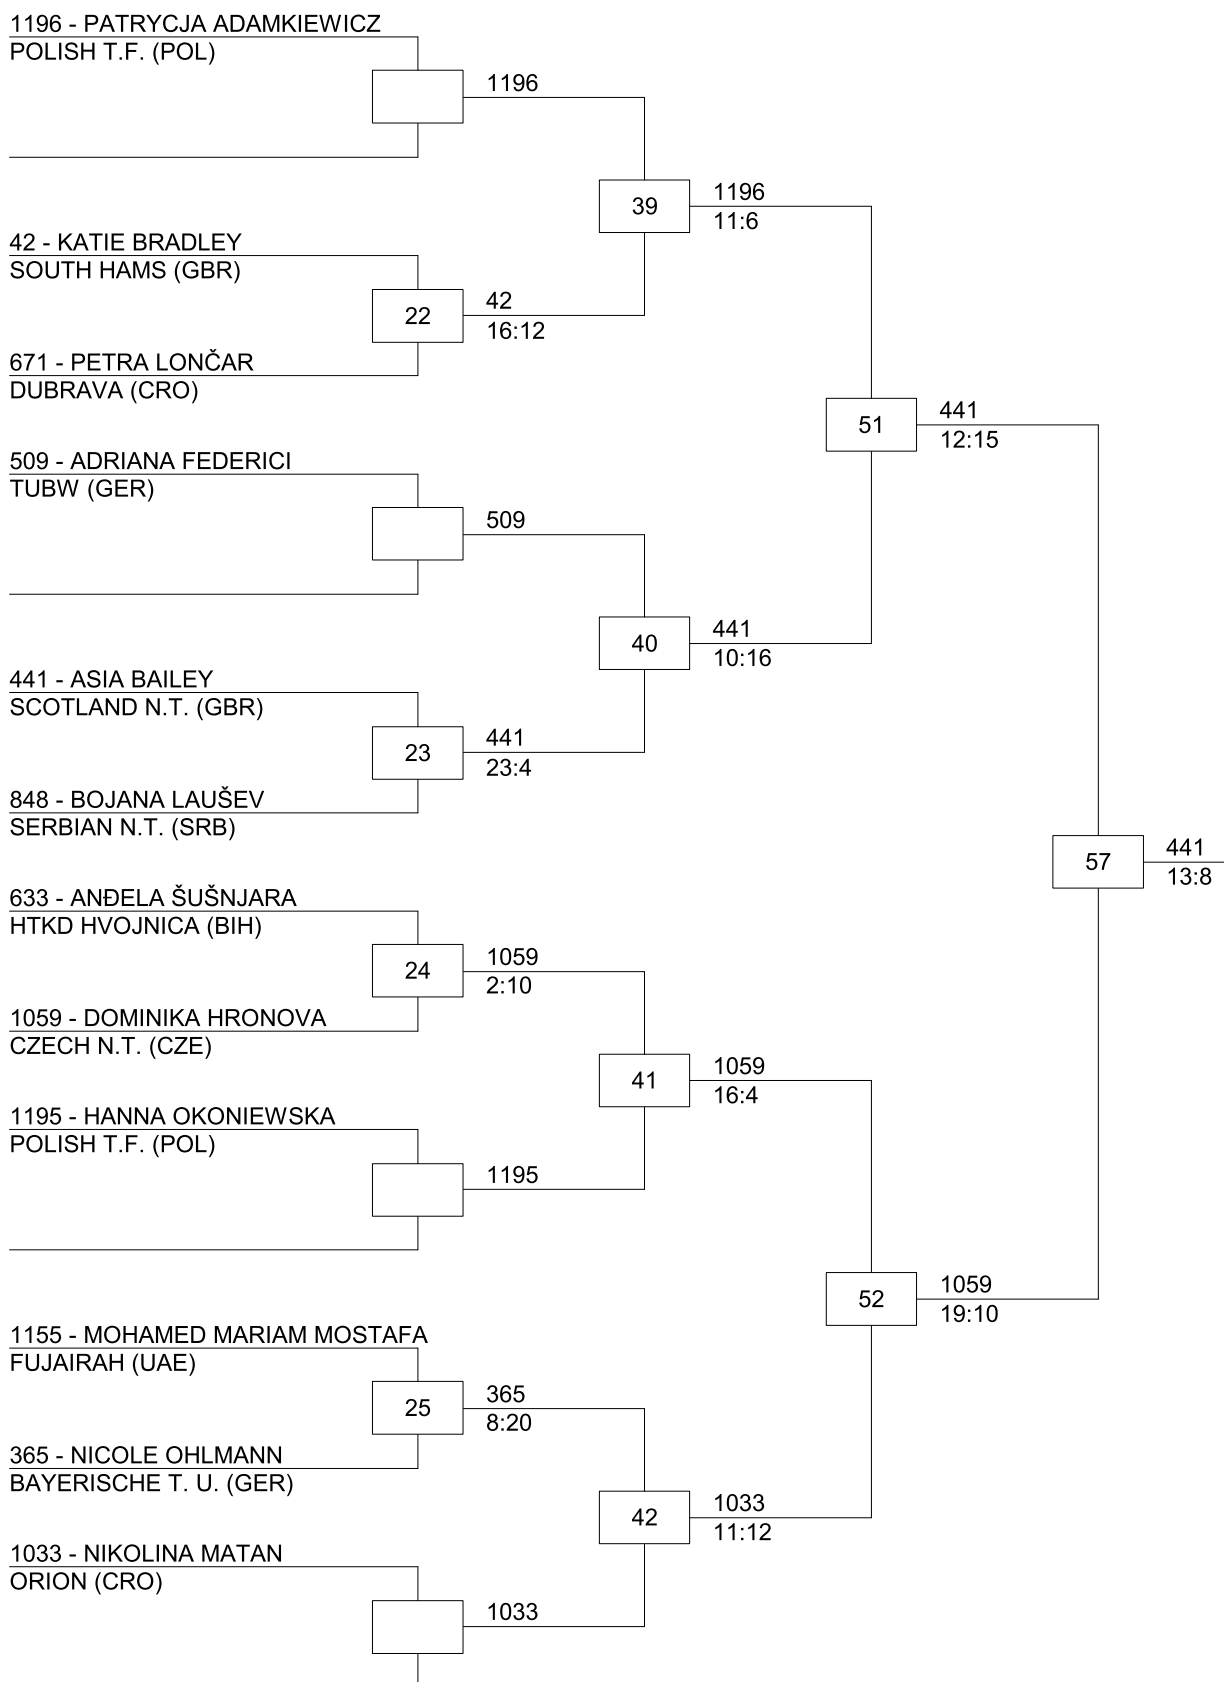 1196 - PATRYCJA ADAMKIEWICZ
POLISH T.F. (POL)
1196
39
1196
11:6
42 - KATIE BRADLEY
SOUTH HAMS (GBR)
22
42
16:12
671 - PETRA LONČAR
DUBRAVA (CRO)
51
441
12:15
509 - ADRIANA FEDERICI
TUBW (GER)
509
40
441
10:16
441 - ASIA BAILEY
SCOTLAND N.T. (GBR)
23
441
23:4
848 - BOJANA LAUŠEV
SERBIAN N.T. (SRB)
57
441
13:8
633 - ANĐELA ŠUŠNJARA
HTKD HVOJNICA (BIH)
24
1059
2:10
1059 - DOMINIKA HRONOVA
CZECH N.T. (CZE)
41
1059
16:4
1195 - HANNA OKONIEWSKA
POLISH T.F. (POL)
1195
52
1059
19:10
1155 - MOHAMED MARIAM MOSTAFA
FUJAIRAH (UAE)
25
365
8:20
365 - NICOLE OHLMANN
BAYERISCHE T. U. (GER)
42
1033
11:12
1033 - NIKOLINA MATAN
ORION (CRO)
1033